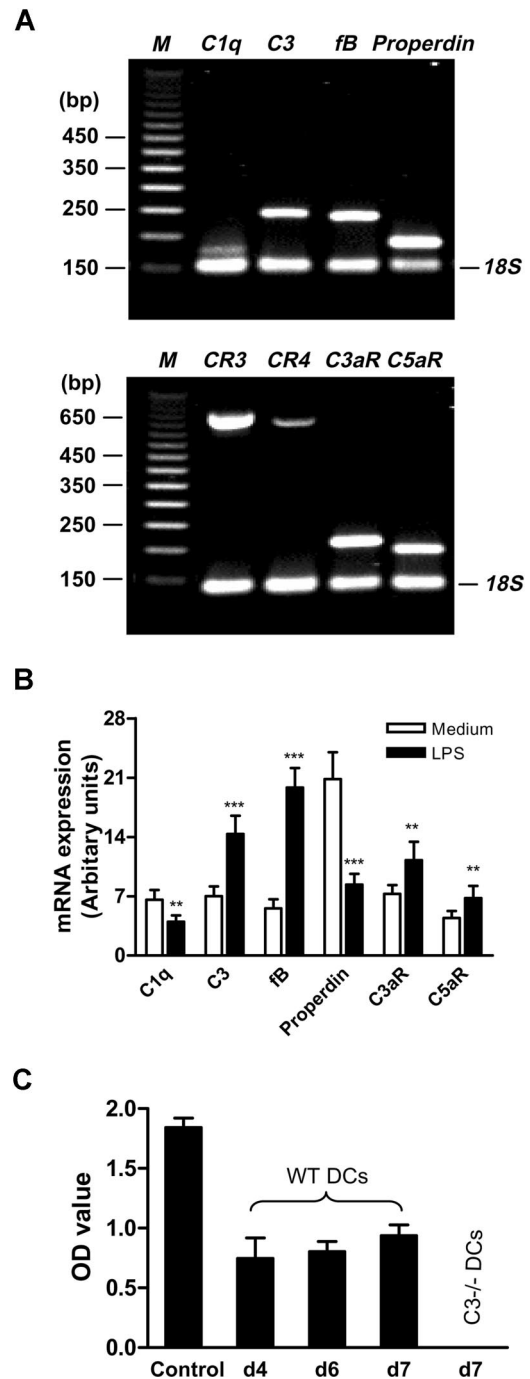 A
M C1q C3 fB Properdin
(bp)
450
350
250
150
18S
M CR3 CR4 C3aR C5aR
(bp)
650
450
350
250
150
18S
B
mRNA expression
(Arbitary units)
28
21
14
7
0
Medium
LPS
** *** *** *** ** **
C1q C3 fB Properdin C3aR C5aR
C
OD value
2.0
1.5
1.0
0.5
0.0
WT DCs
C3-/- DCs
Control d4 d6 d7 d7